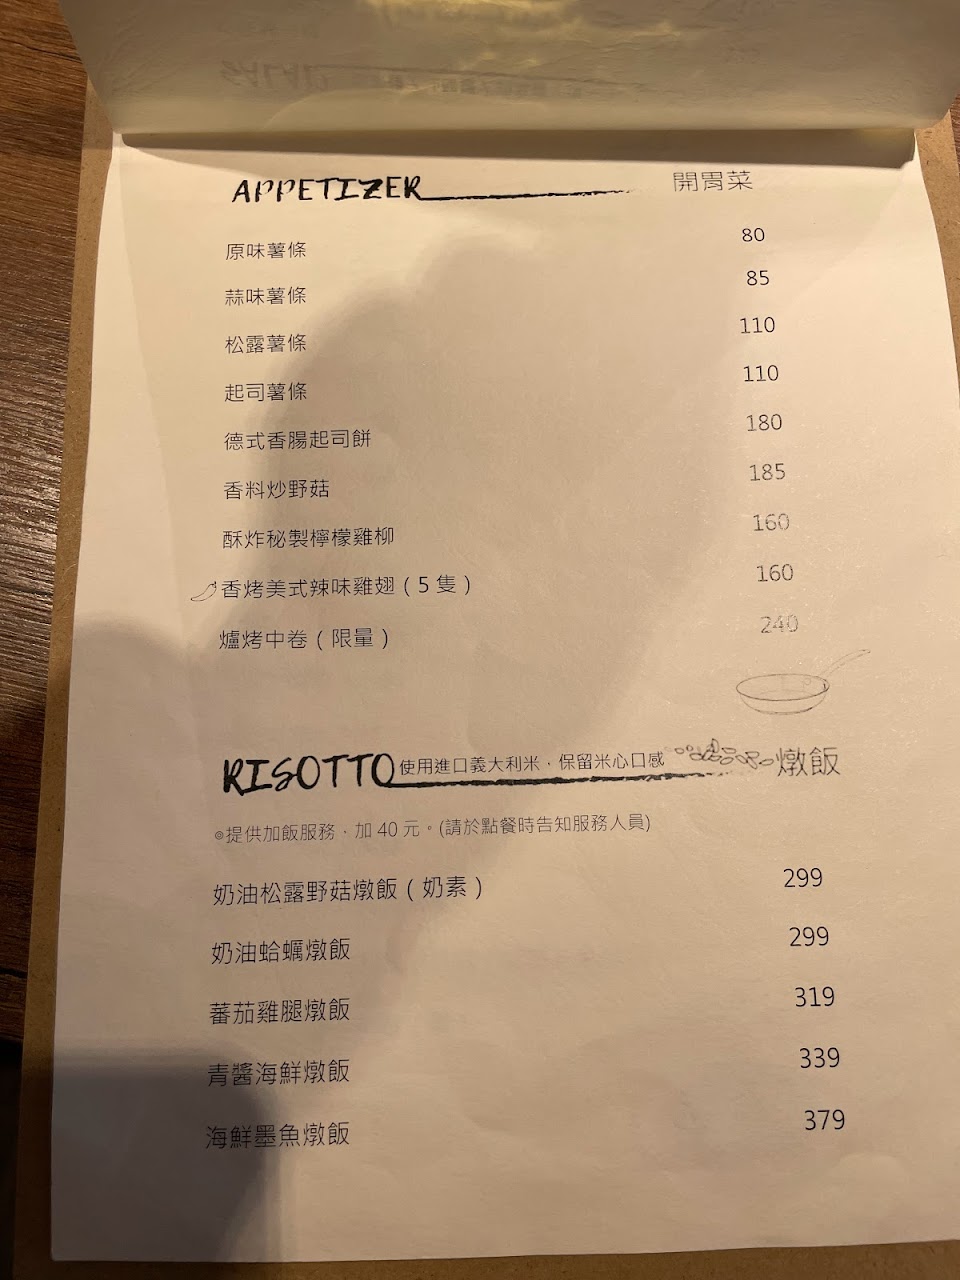 APPETIZER 開胃菜
原味薯條 80
蒜味薯條 85
松露薯條 110
起司薯條 110
德式香腸起司餅 180
香料炒野菇 185
酥炸秘製檸檬雞柳 160
香烤美式辣味雞翅(5隻) 160
爐烤中卷(限量) 240
RISOTTO 使用進口義大利米、保留米心口感 燉飯
◎提供加飯服務、加 40 元。(請於點餐時告知服務人員)
奶油松露野菇燉飯(奶素) 299
奶油蛤蠣燉飯 299
蕃茄雞腿燉飯 319
青醬海鮮燉飯 339
海鮮墨魚燉飯 379